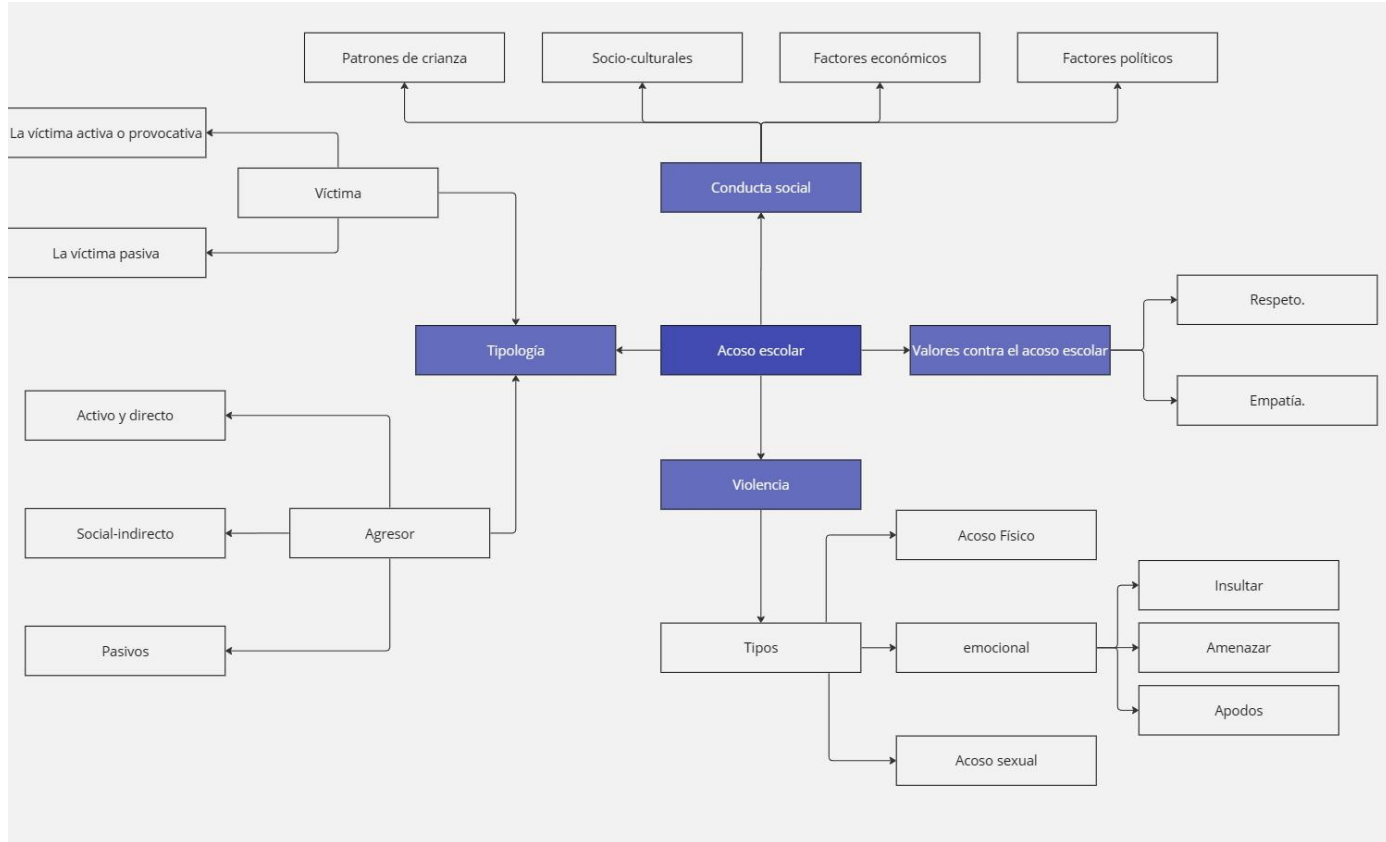 Patrones de crianza
Socio-culturales
Factores económicos
Factores políticos
La víctima activa o provocativa
Víctima
Conducta social
La víctima pasiva
Respeto.
Tipología
Acoso escolar
Valores contra el acoso escolar
Empatía.
Activo y directo
Violencia
Social-indirecto
Agresor
Acoso Físico
Insultar
Pasivos
Tipos
emocional
Amenazar
Apodos
Acoso sexual